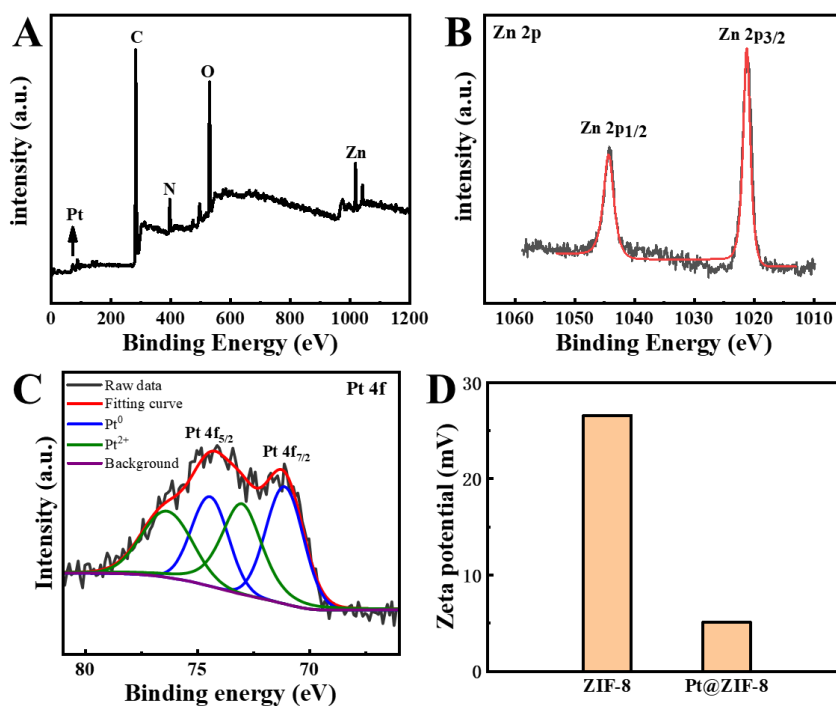 A
C
O
N
Zn
Pt
intensity (a.u.)
0 200 400 600 800 1000 1200
Binding Energy (eV)
B
Zn 2p
Zn 2p3/2
Zn 2p1/2
intensity (a.u.)
1060 1050 1040 1030 1020 1010
Binding Energy (eV)
C
Raw data
Fitting curve
Pt⁰
Pt²⁺
Background
Pt 4f
Pt 4f₅/₂
Pt 4f₇/₂
Intensity (a.u.)
80 75 70
Binding energy (eV)
D
Zeta potential (mV)
30
20
10
0
ZIF-8 Pt@ZIF-8